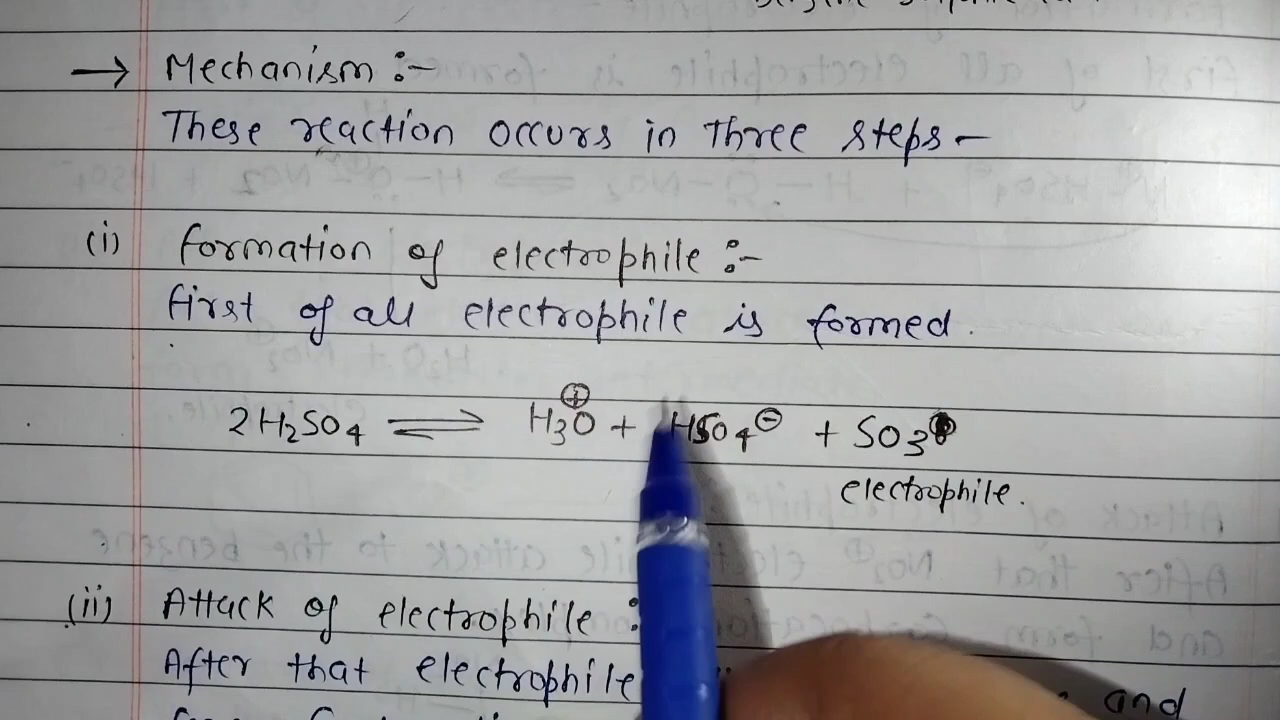 → Mechanism :-
These reaction occurs in three steps -
(i) formation of electrophile :-
first of all electrophile is formed.
2H₂SO₄ ⇌ H₃O⊕ + HSO₄⊖ + SO₃
electrophile.
(ii) Attack of electrophile :
After that electrophile and